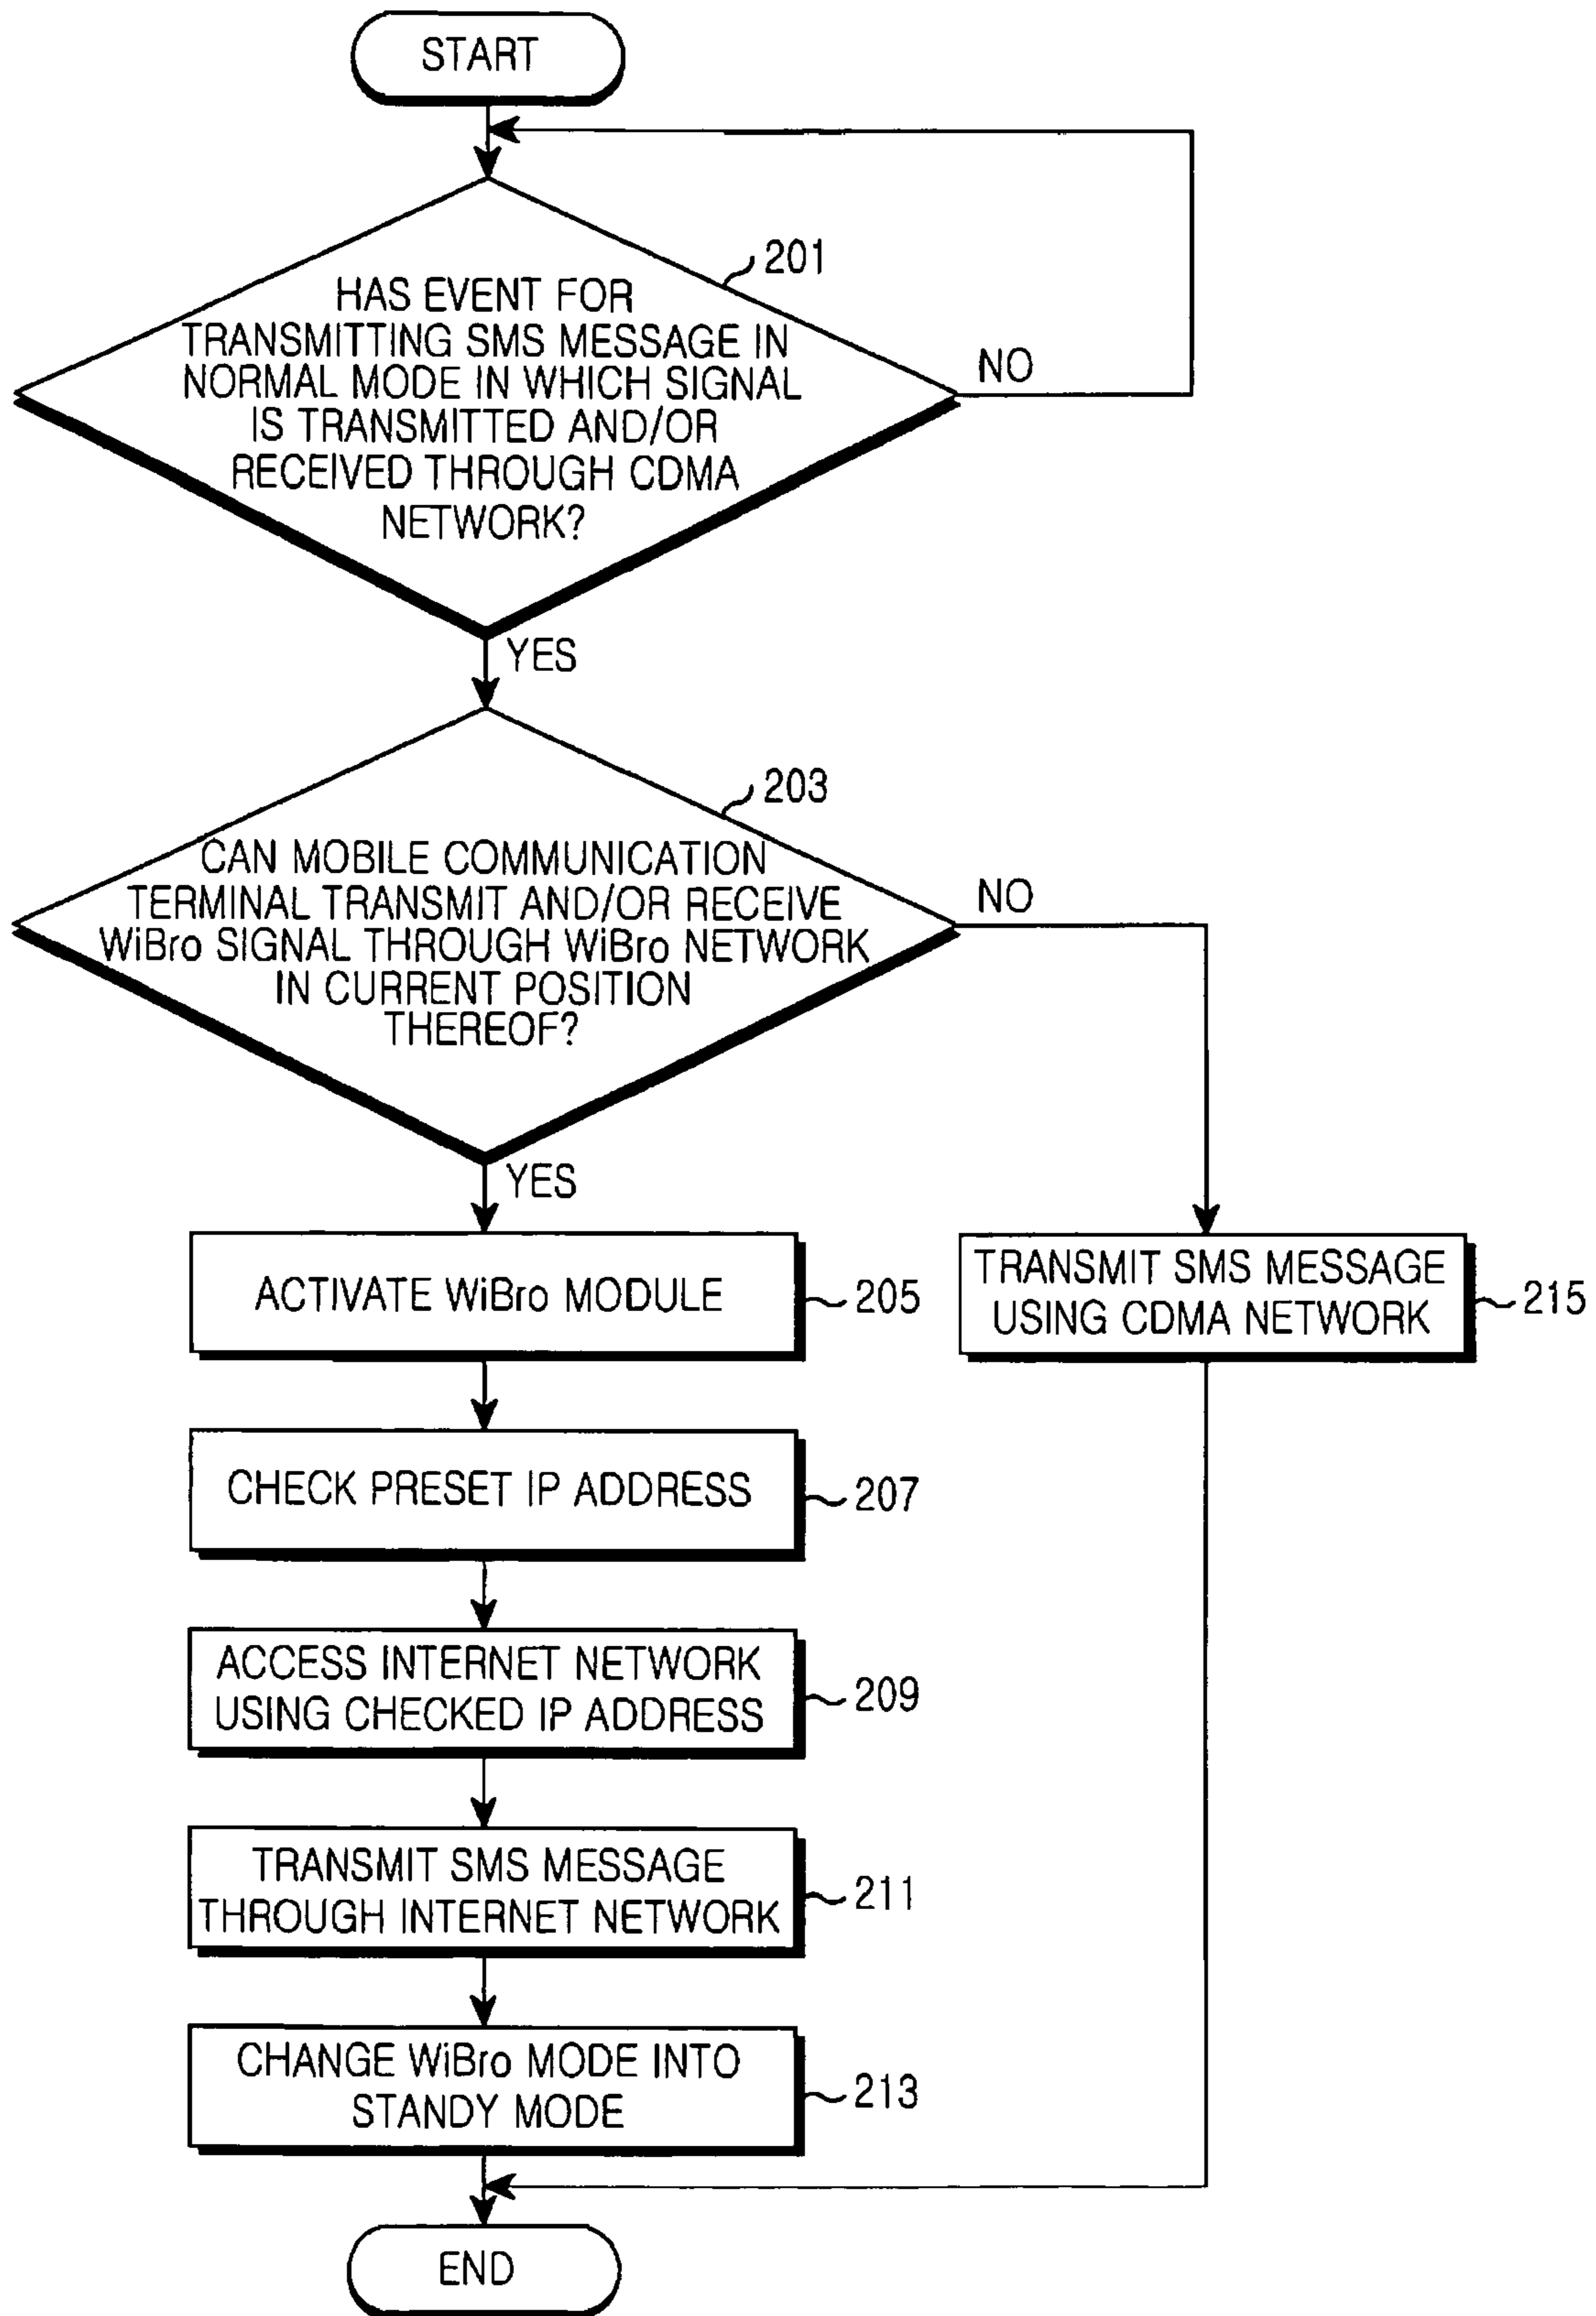 START
201
HAS EVENT FOR
TRANSMITTING SMS MESSAGE IN
NORMAL MODE IN WHICH SIGNAL
IS TRANSMITTED AND/OR
RECEIVED THROUGH CDMA
NETWORK?
NO
YES
203
CAN MOBILE COMMUNICATION
TERMINAL TRANSMIT AND/OR RECEIVE
WiBro SIGNAL THROUGH WiBro NETWORK
IN CURRENT POSITION
THEREOF?
NO
YES
ACTIVATE WiBro MODULE
205
TRANSMIT SMS MESSAGE
USING CDMA NETWORK
215
CHECK PRESET IP ADDRESS
207
ACCESS INTERNET NETWORK
USING CHECKED IP ADDRESS
209
TRANSMIT SMS MESSAGE
THROUGH INTERNET NETWORK
211
CHANGE WiBro MODE INTO
STANDY MODE
213
END